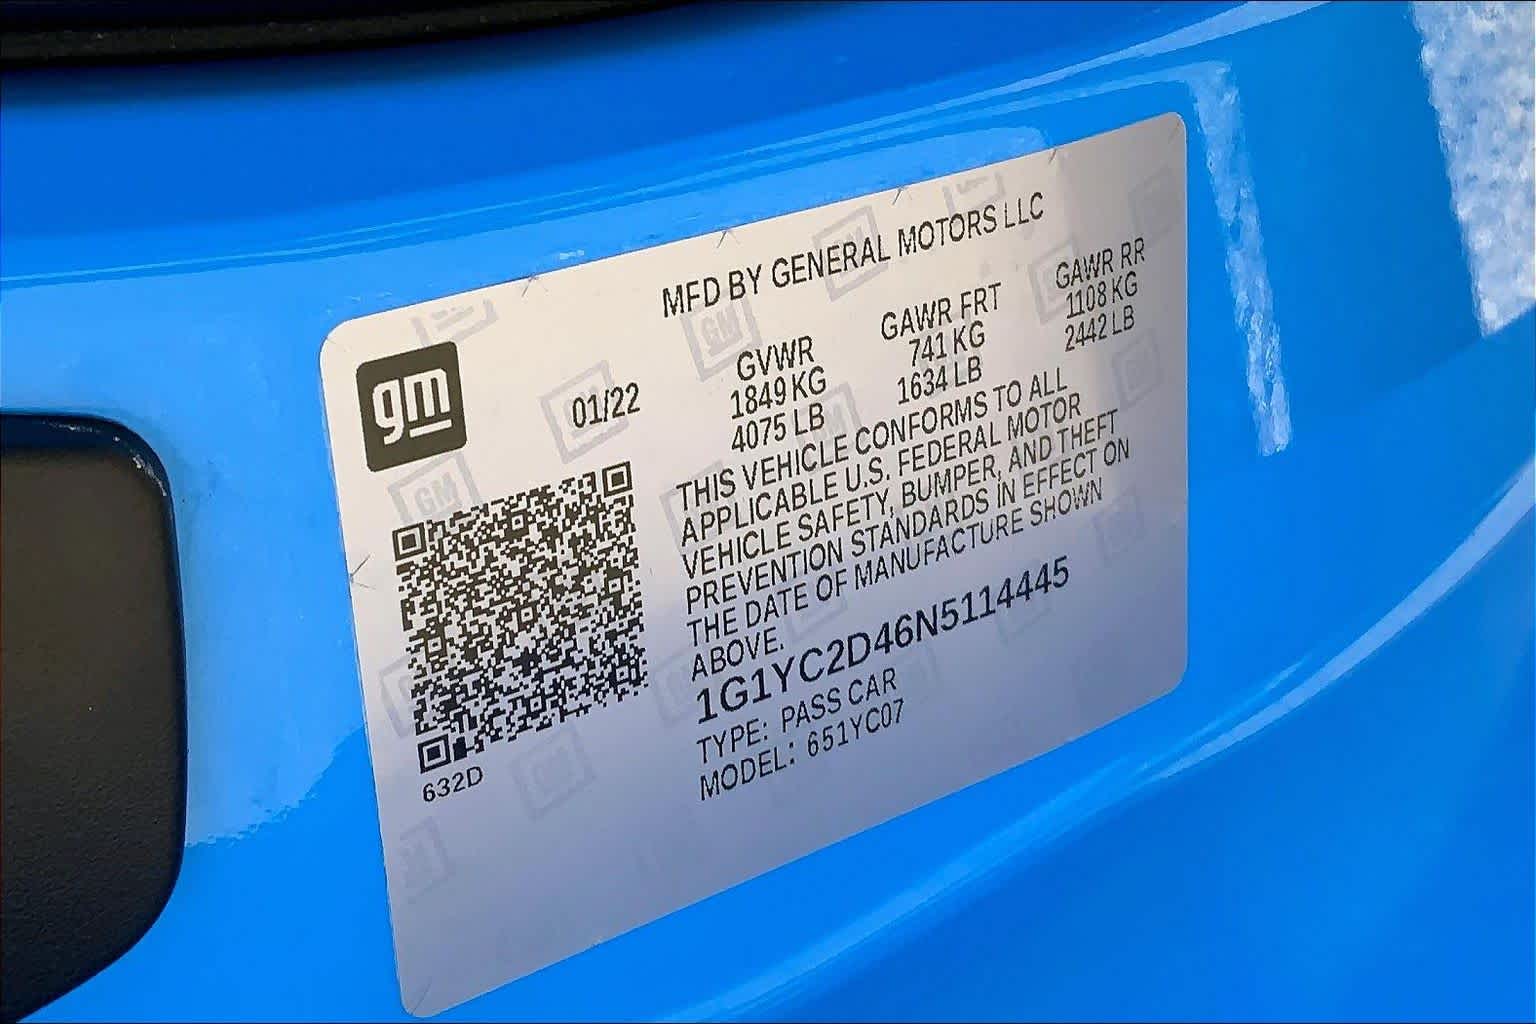 MFD BY GENERAL MOTORS LLC
gm
01/22
GVWR GAWR FRT GAWR RR
1849 KG 741 KG 1108 KG
4075 LB 1634 LB 2442 LB
THIS VEHICLE CONFORMS TO ALL
APPLICABLE U.S. FEDERAL MOTOR
VEHICLE SAFETY, BUMPER, AND THEFT
PREVENTION STANDARDS IN EFFECT ON
THE DATE OF MANUFACTURE SHOWN
ABOVE.
1G1YC2D46N5114445
TYPE: PASS CAR
MODEL: 651YC07
632D